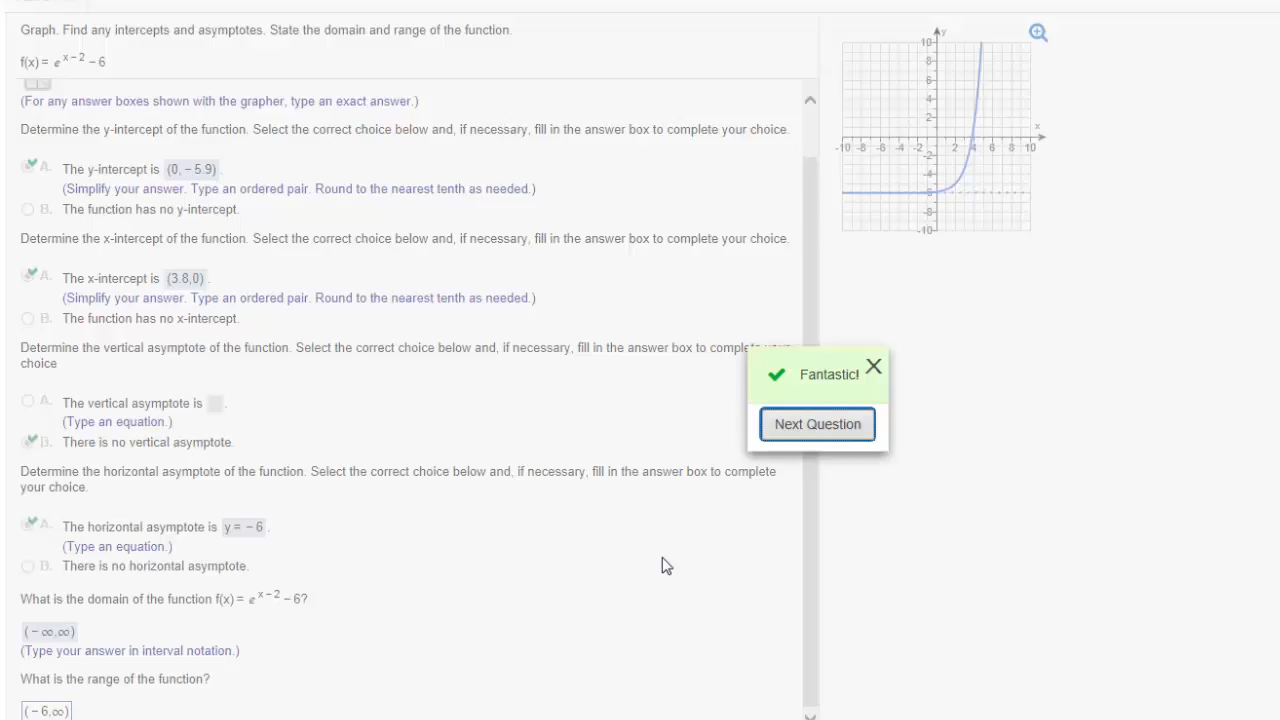 Graph. Find any intercepts and asymptotes. State the domain and range of the function.
f(x) = e^x − 2 − 6
(For any answer boxes shown with the grapher, type an exact answer.)
Determine the y-intercept of the function. Select the correct choice below and, if necessary, fill in the answer box to complete your choice.
A. The y-intercept is (0, − 5.9).
(Simplify your answer. Type an ordered pair. Round to the nearest tenth as needed.)
B. The function has no y-intercept.
Determine the x-intercept of the function. Select the correct choice below and, if necessary, fill in the answer box to complete your choice.
A. The x-intercept is (3.8,0).
(Simplify your answer. Type an ordered pair. Round to the nearest tenth as needed.)
B. The function has no x-intercept.
Determine the vertical asymptote of the function. Select the correct choice below and, if necessary, fill in the answer box to complete your
choice
A. The vertical asymptote is .
(Type an equation.)
B. There is no vertical asymptote.
Determine the horizontal asymptote of the function. Select the correct choice below and, if necessary, fill in the answer box to complete
your choice.
A. The horizontal asymptote is y = − 6.
(Type an equation.)
B. There is no horizontal asymptote.
What is the domain of the function f(x) = e^x − 2 − 6?
(− ∞,∞)
(Type your answer in interval notation.)
What is the range of the function?
(− 6,∞)
y
10
8
6
4
2
x
-10 -8 -6 -4 -2 2 4 6 8 10
-2
-4
-6
-8
-10
Fantastic!
Next Question